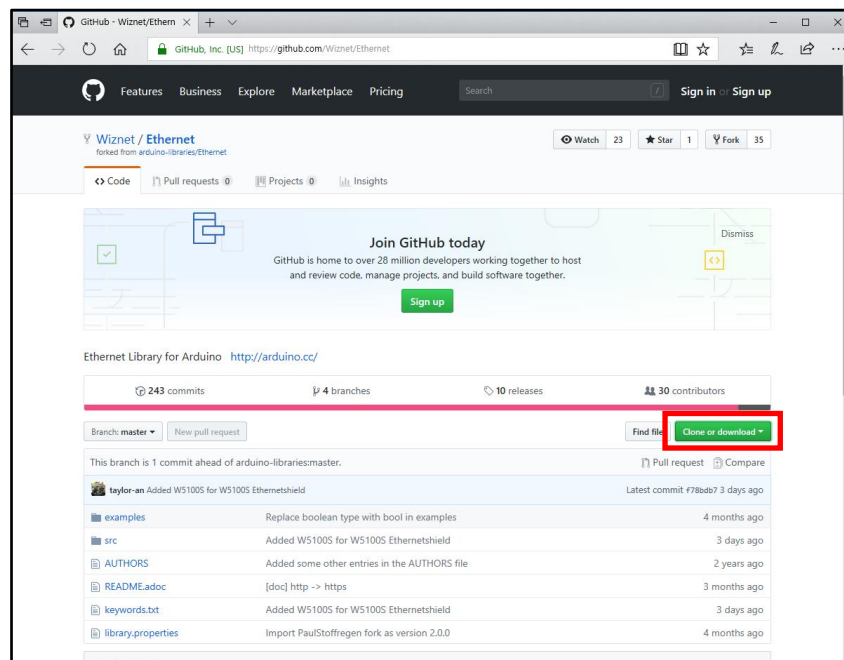 GitHub - Wiznet/Ethern
GitHub, Inc. [US] https://github.com/Wiznet/Ethernet
Features Business Explore Marketplace Pricing Search / Sign in or Sign up
Wiznet / Ethernet
forked from arduino-libraries/Ethernet
Watch 23 Star 1 Fork 35
<> Code Pull requests 0 Projects 0 Insights
Join GitHub today
Dismiss
GitHub is home to over 28 million developers working together to host
and review code, manage projects, and build software together.
Sign up
Ethernet Library for Arduino http://arduino.cc/
243 commits 4 branches 10 releases 30 contributors
Branch: master New pull request Find file Clone or download
This branch is 1 commit ahead of arduino-libraries:master. Pull request Compare
taylor-an Added W5100S for W5100S Ethernetshield Latest commit f78bdb7 3 days ago
examples Replace boolean type with bool in examples 4 months ago
src Added W5100S for W5100S Ethernetshield 3 days ago
AUTHORS Added some other entries in the AUTHORS file 2 years ago
README.adoc [doc] http -> https 3 months ago
keywords.txt Added W5100S for W5100S Ethernetshield 3 days ago
library.properties Import PaulStoffregen fork as version 2.0.0 4 months ago